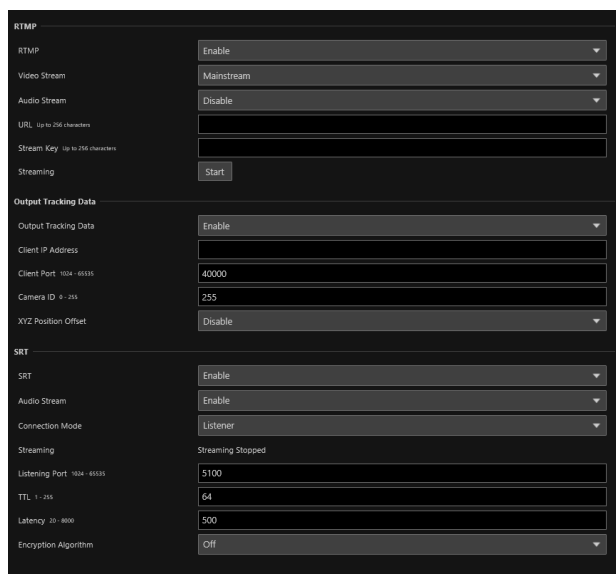 RTMP
RTMP Enable
Video Stream Mainstream
Audio Stream Disable
URL Up to 256 characters
Stream Key Up to 256 characters
Streaming Start
Output Tracking Data
Output Tracking Data Enable
Client IP Address
Client Port 1024 - 65535 40000
Camera ID 0 - 255 255
XYZ Position Offset Disable
SRT
SRT Enable
Audio Stream Enable
Connection Mode Listener
Streaming Streaming Stopped
Listening Port 1024 - 65535 5100
TTL 1 - 255 64
Latency 20 - 8000 500
Encryption Algorithm Off